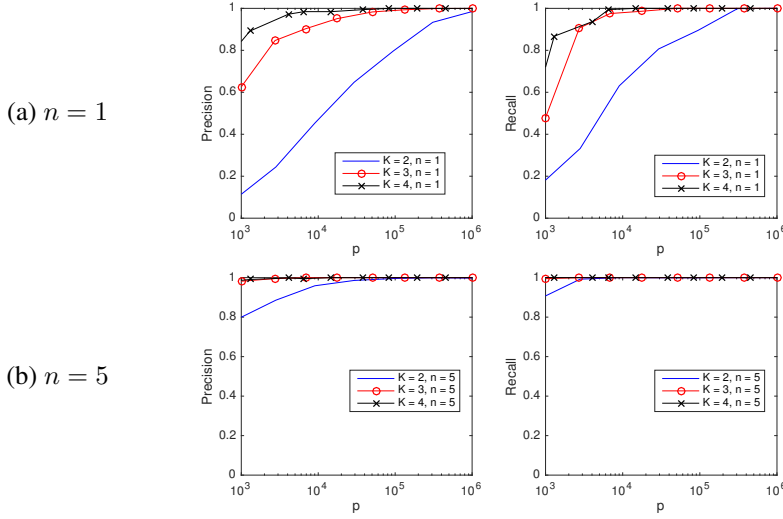 (a) n = 1
1
0.8
0.6
0.4
0.2
0
Precision
K = 2, n = 1
K = 3, n = 1
K = 4, n = 1
10^3 10^4 10^5 10^6
p
1
0.8
0.6
0.4
0.2
0
Recall
K = 2, n = 1
K = 3, n = 1
K = 4, n = 1
10^3 10^4 10^5 10^6
p
(b) n = 5
1
0.8
0.6
0.4
0.2
0
Precision
K = 2, n = 5
K = 3, n = 5
K = 4, n = 5
10^3 10^4 10^5 10^6
p
1
0.8
0.6
0.4
0.2
0
Recall
K = 2, n = 5
K = 3, n = 5
K = 4, n = 5
10^3 10^4 10^5 10^6
p